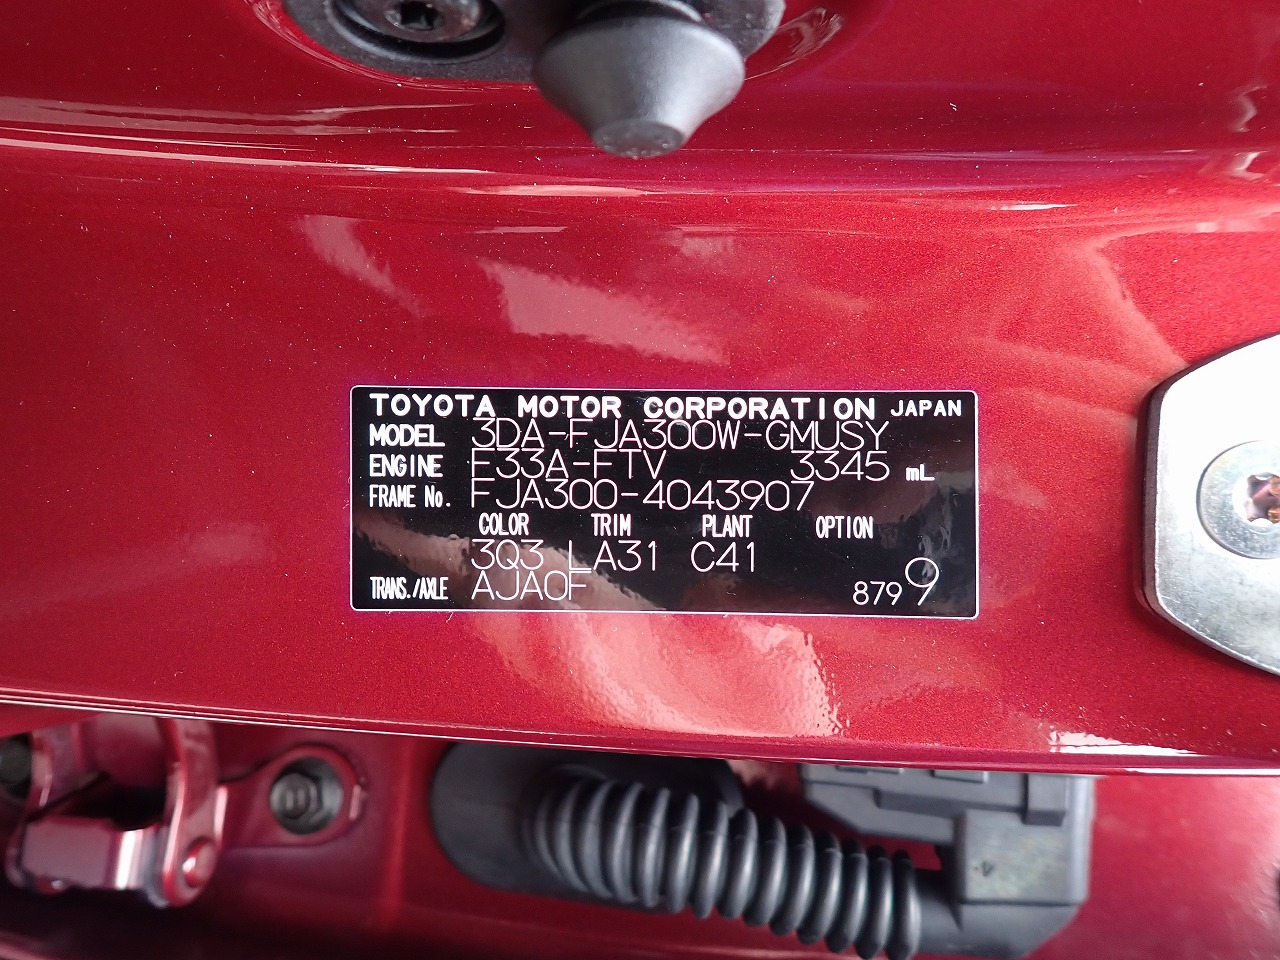 TOYOTA MOTOR CORPORATION JAPAN
MODEL 3DA-FJA300W-GMUSY
ENGINE F33A-FTV 3345 mL
FRAME No. FJA300-4043907
COLOR TRIM PLANT OPTION
3Q3 LA31 C41
TRANS./AXLE AJA0F 8799